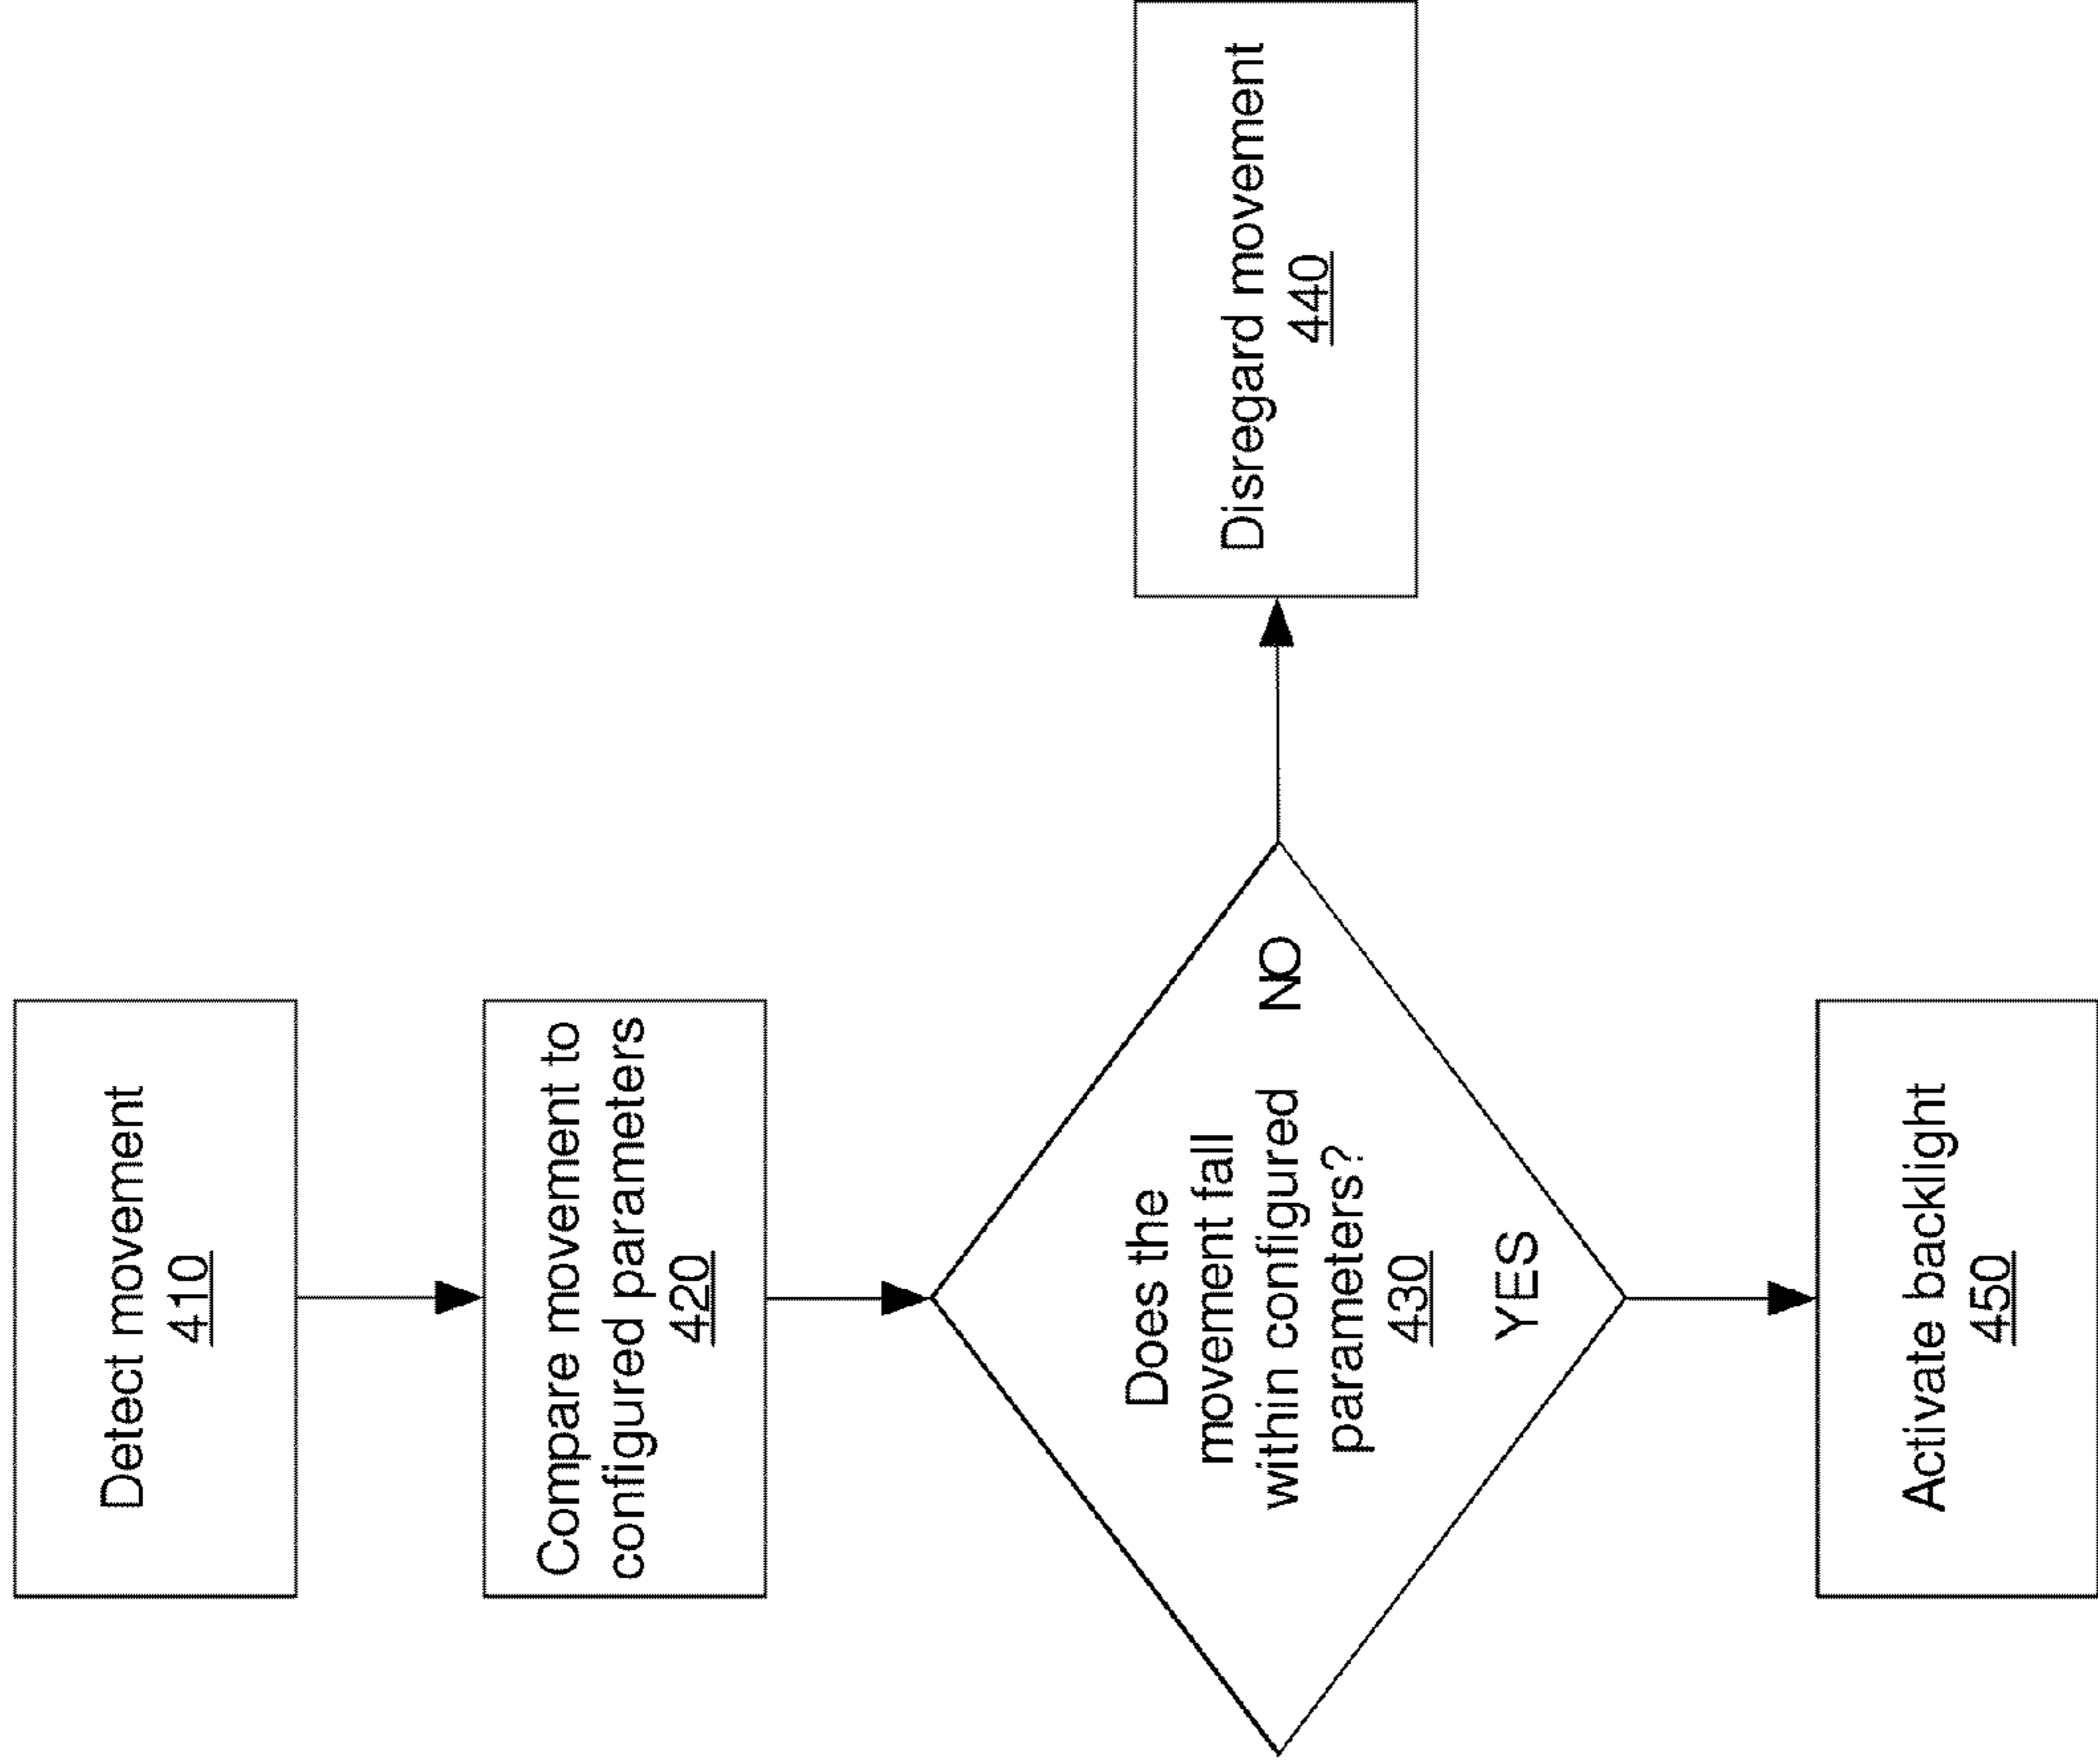 Detect movement
410
Compare movement to
configured parameters
420
Does the
movement fall
within configured
parameters?
430
NO
YES
Disregard movement
440
Activate backlight
450